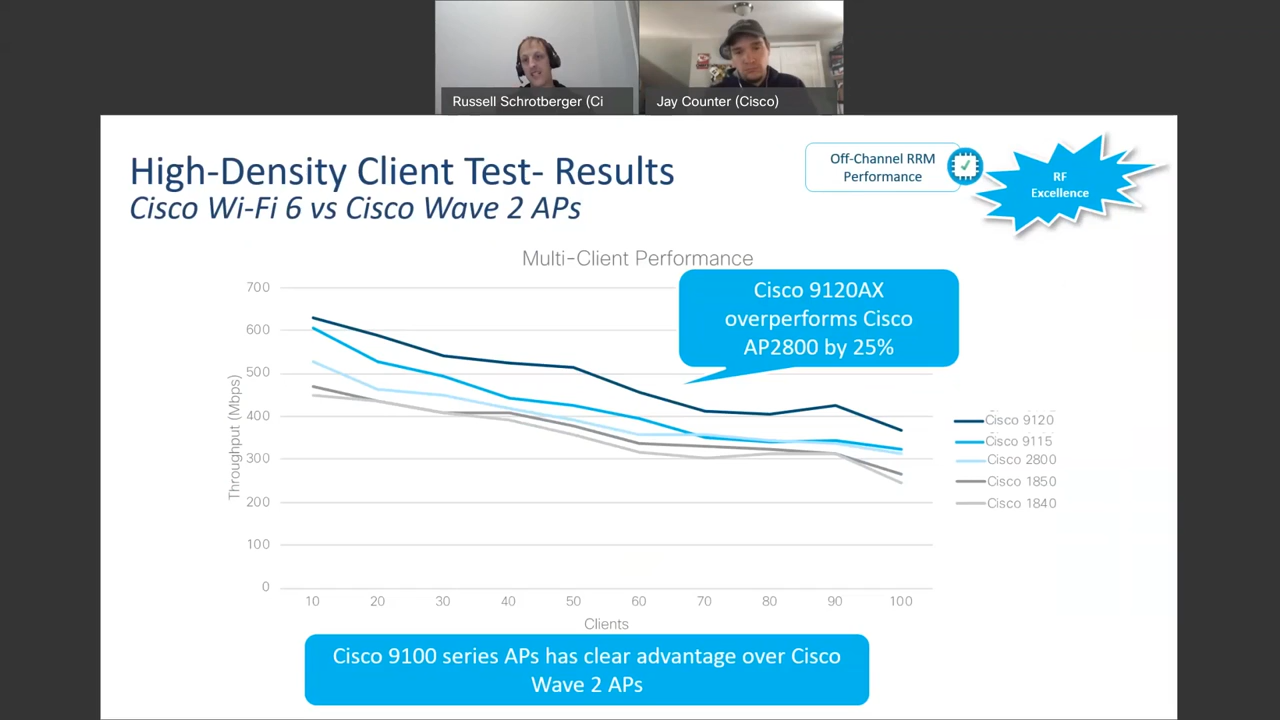 Russell Schrotberger (Ci
Jay Counter (Cisco)
High-Density Client Test- Results
Cisco Wi-Fi 6 vs Cisco Wave 2 APs
Off-Channel RRM
Performance
RF
Excellence
Multi-Client Performance
Cisco 9120AX
overperforms Cisco
AP2800 by 25%
Throughput (Mbps)
700
600
500
400
300
200
100
0
10 20 30 40 50 60 70 80 90 100
Clients
Cisco 9120
Cisco 9115
Cisco 2800
Cisco 1850
Cisco 1840
Cisco 9100 series APs has clear advantage over Cisco
Wave 2 APs